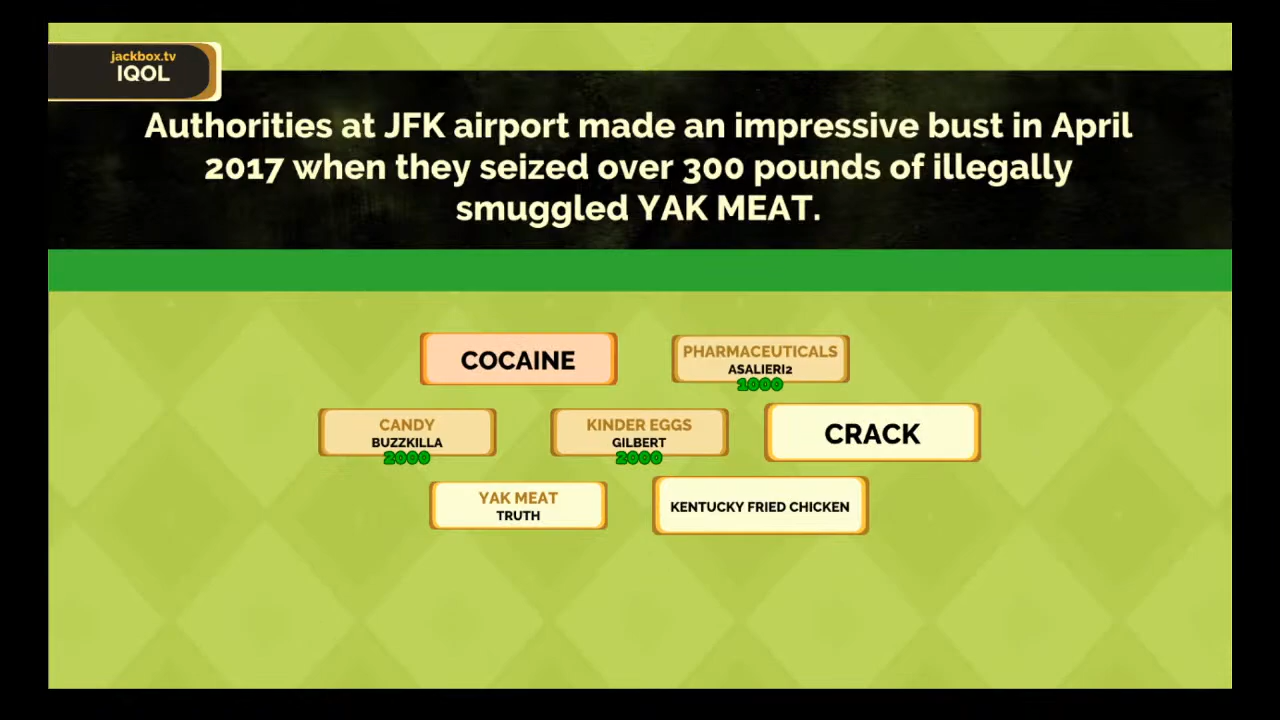 jackbox.tv
IQOL
Authorities at JFK airport made an impressive bust in April
2017 when they seized over 300 pounds of illegally
smuggled YAK MEAT.
COCAINE
PHARMACEUTICALS
ASALIERI2
1000
CANDY
BUZZKILLA
2000
KINDER EGGS
GILBERT
2000
CRACK
YAK MEAT
TRUTH
KENTUCKY FRIED CHICKEN